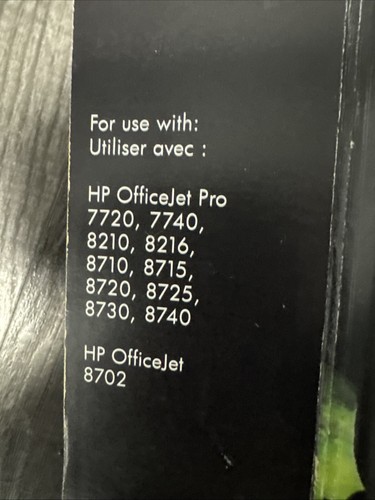 For use with:
Utiliser avec :
HP OfficeJet Pro
7720, 7740,
8210, 8216,
8710, 8715,
8720, 8725,
8730, 8740
HP OfficeJet
8702